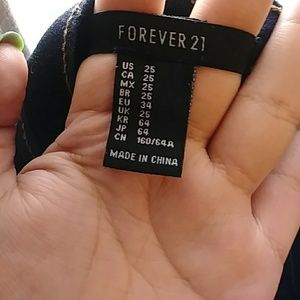 FOREVER 21
US 25
CA 25
MX 25
BR 25
EU 34
UK 25
KR 64
JP 64
CN 160/64A
MADE IN CHINA